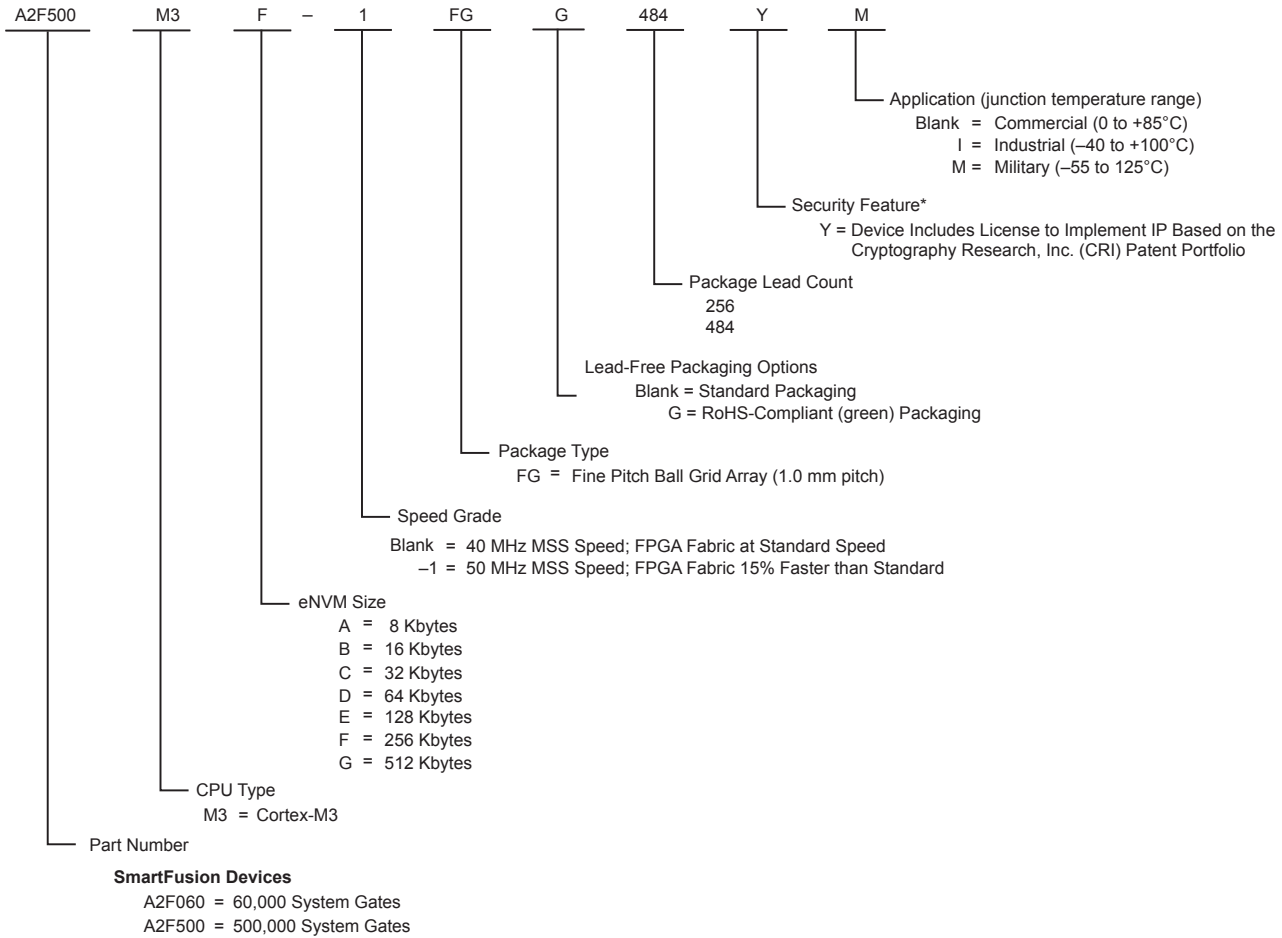 A2F500 M3 F – 1 FG G 484 Y M
Application (junction temperature range)
Blank = Commercial (0 to +85°C)
I = Industrial (–40 to +100°C)
M = Military (–55 to 125°C)
Security Feature*
Y = Device Includes License to Implement IP Based on the
Cryptography Research, Inc. (CRI) Patent Portfolio
Package Lead Count
256
484
Lead-Free Packaging Options
Blank = Standard Packaging
G = RoHS-Compliant (green) Packaging
Package Type
FG = Fine Pitch Ball Grid Array (1.0 mm pitch)
Speed Grade
Blank = 40 MHz MSS Speed; FPGA Fabric at Standard Speed
–1 = 50 MHz MSS Speed; FPGA Fabric 15% Faster than Standard
eNVM Size
A = 8 Kbytes
B = 16 Kbytes
C = 32 Kbytes
D = 64 Kbytes
E = 128 Kbytes
F = 256 Kbytes
G = 512 Kbytes
CPU Type
M3 = Cortex-M3
Part Number
SmartFusion Devices
A2F060 = 60,000 System Gates
A2F500 = 500,000 System Gates